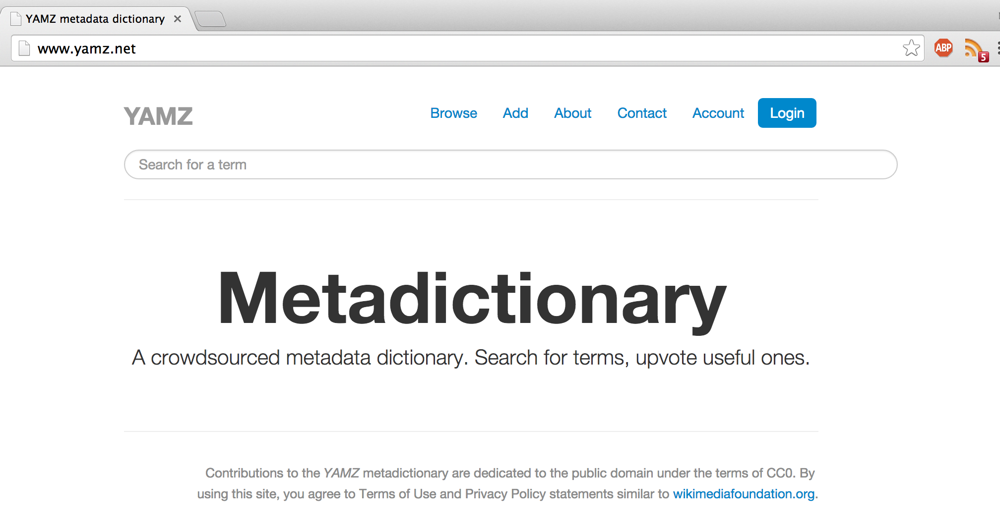 YAMZ metadata dictionary
www.yamz.net
ABP
5
YAMZ
Browse Add About Contact Account Login
Search for a term
Metadictionary
A crowdsourced metadata dictionary. Search for terms, upvote useful ones.
Contributions to the YAMZ metadictionary are dedicated to the public domain under the terms of CC0. By
using this site, you agree to Terms of Use and Privacy Policy statements similar to wikimediafoundation.org.